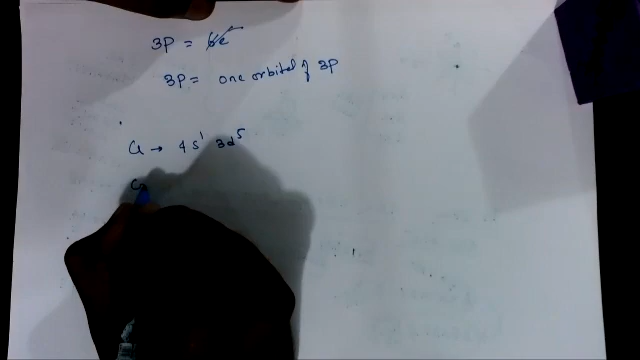 3P = 6e
3P = one orbital of 3P
Cr → 4s¹ 3d⁵